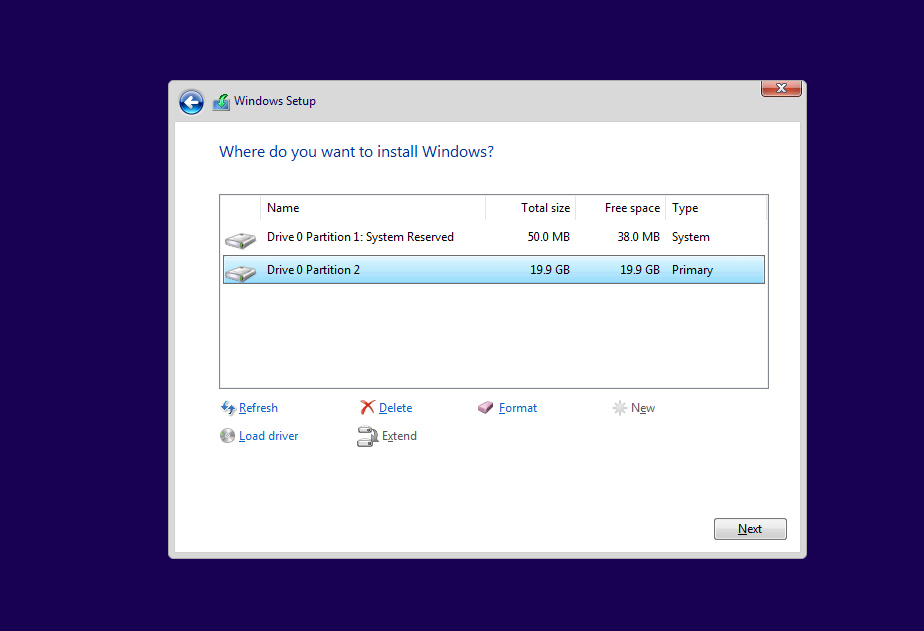 Windows Setup
Where do you want to install Windows?
Name Total size Free space Type
Drive 0 Partition 1: System Reserved 50.0 MB 38.0 MB System
Drive 0 Partition 2 19.9 GB 19.9 GB Primary
Refresh Delete Format New
Load driver Extend
Next